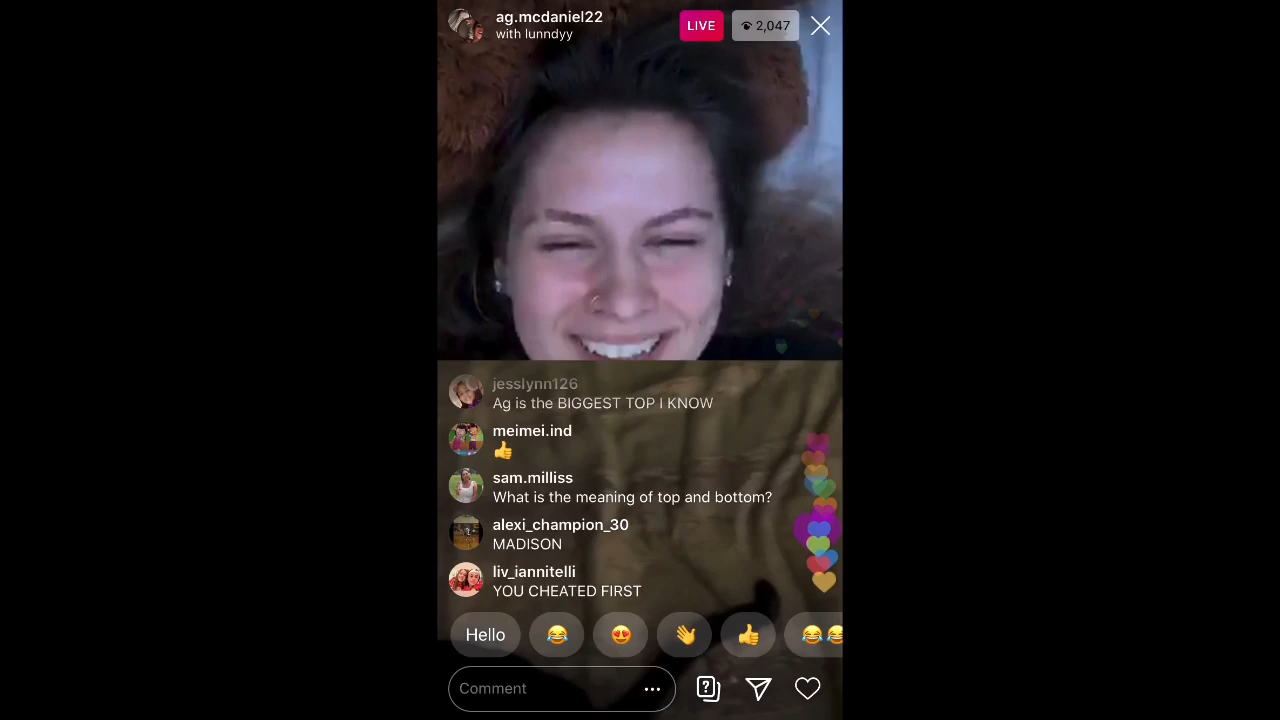 ag.mcdaniel22
with lunndyy
LIVE
2,047
jesslynn126
Ag is the BIGGEST TOP I KNOW
meimei.ind
sam.milliss
What is the meaning of top and bottom?
alexi_champion_30
MADISON
liv_iannitelli
YOU CHEATED FIRST
Hello
Comment